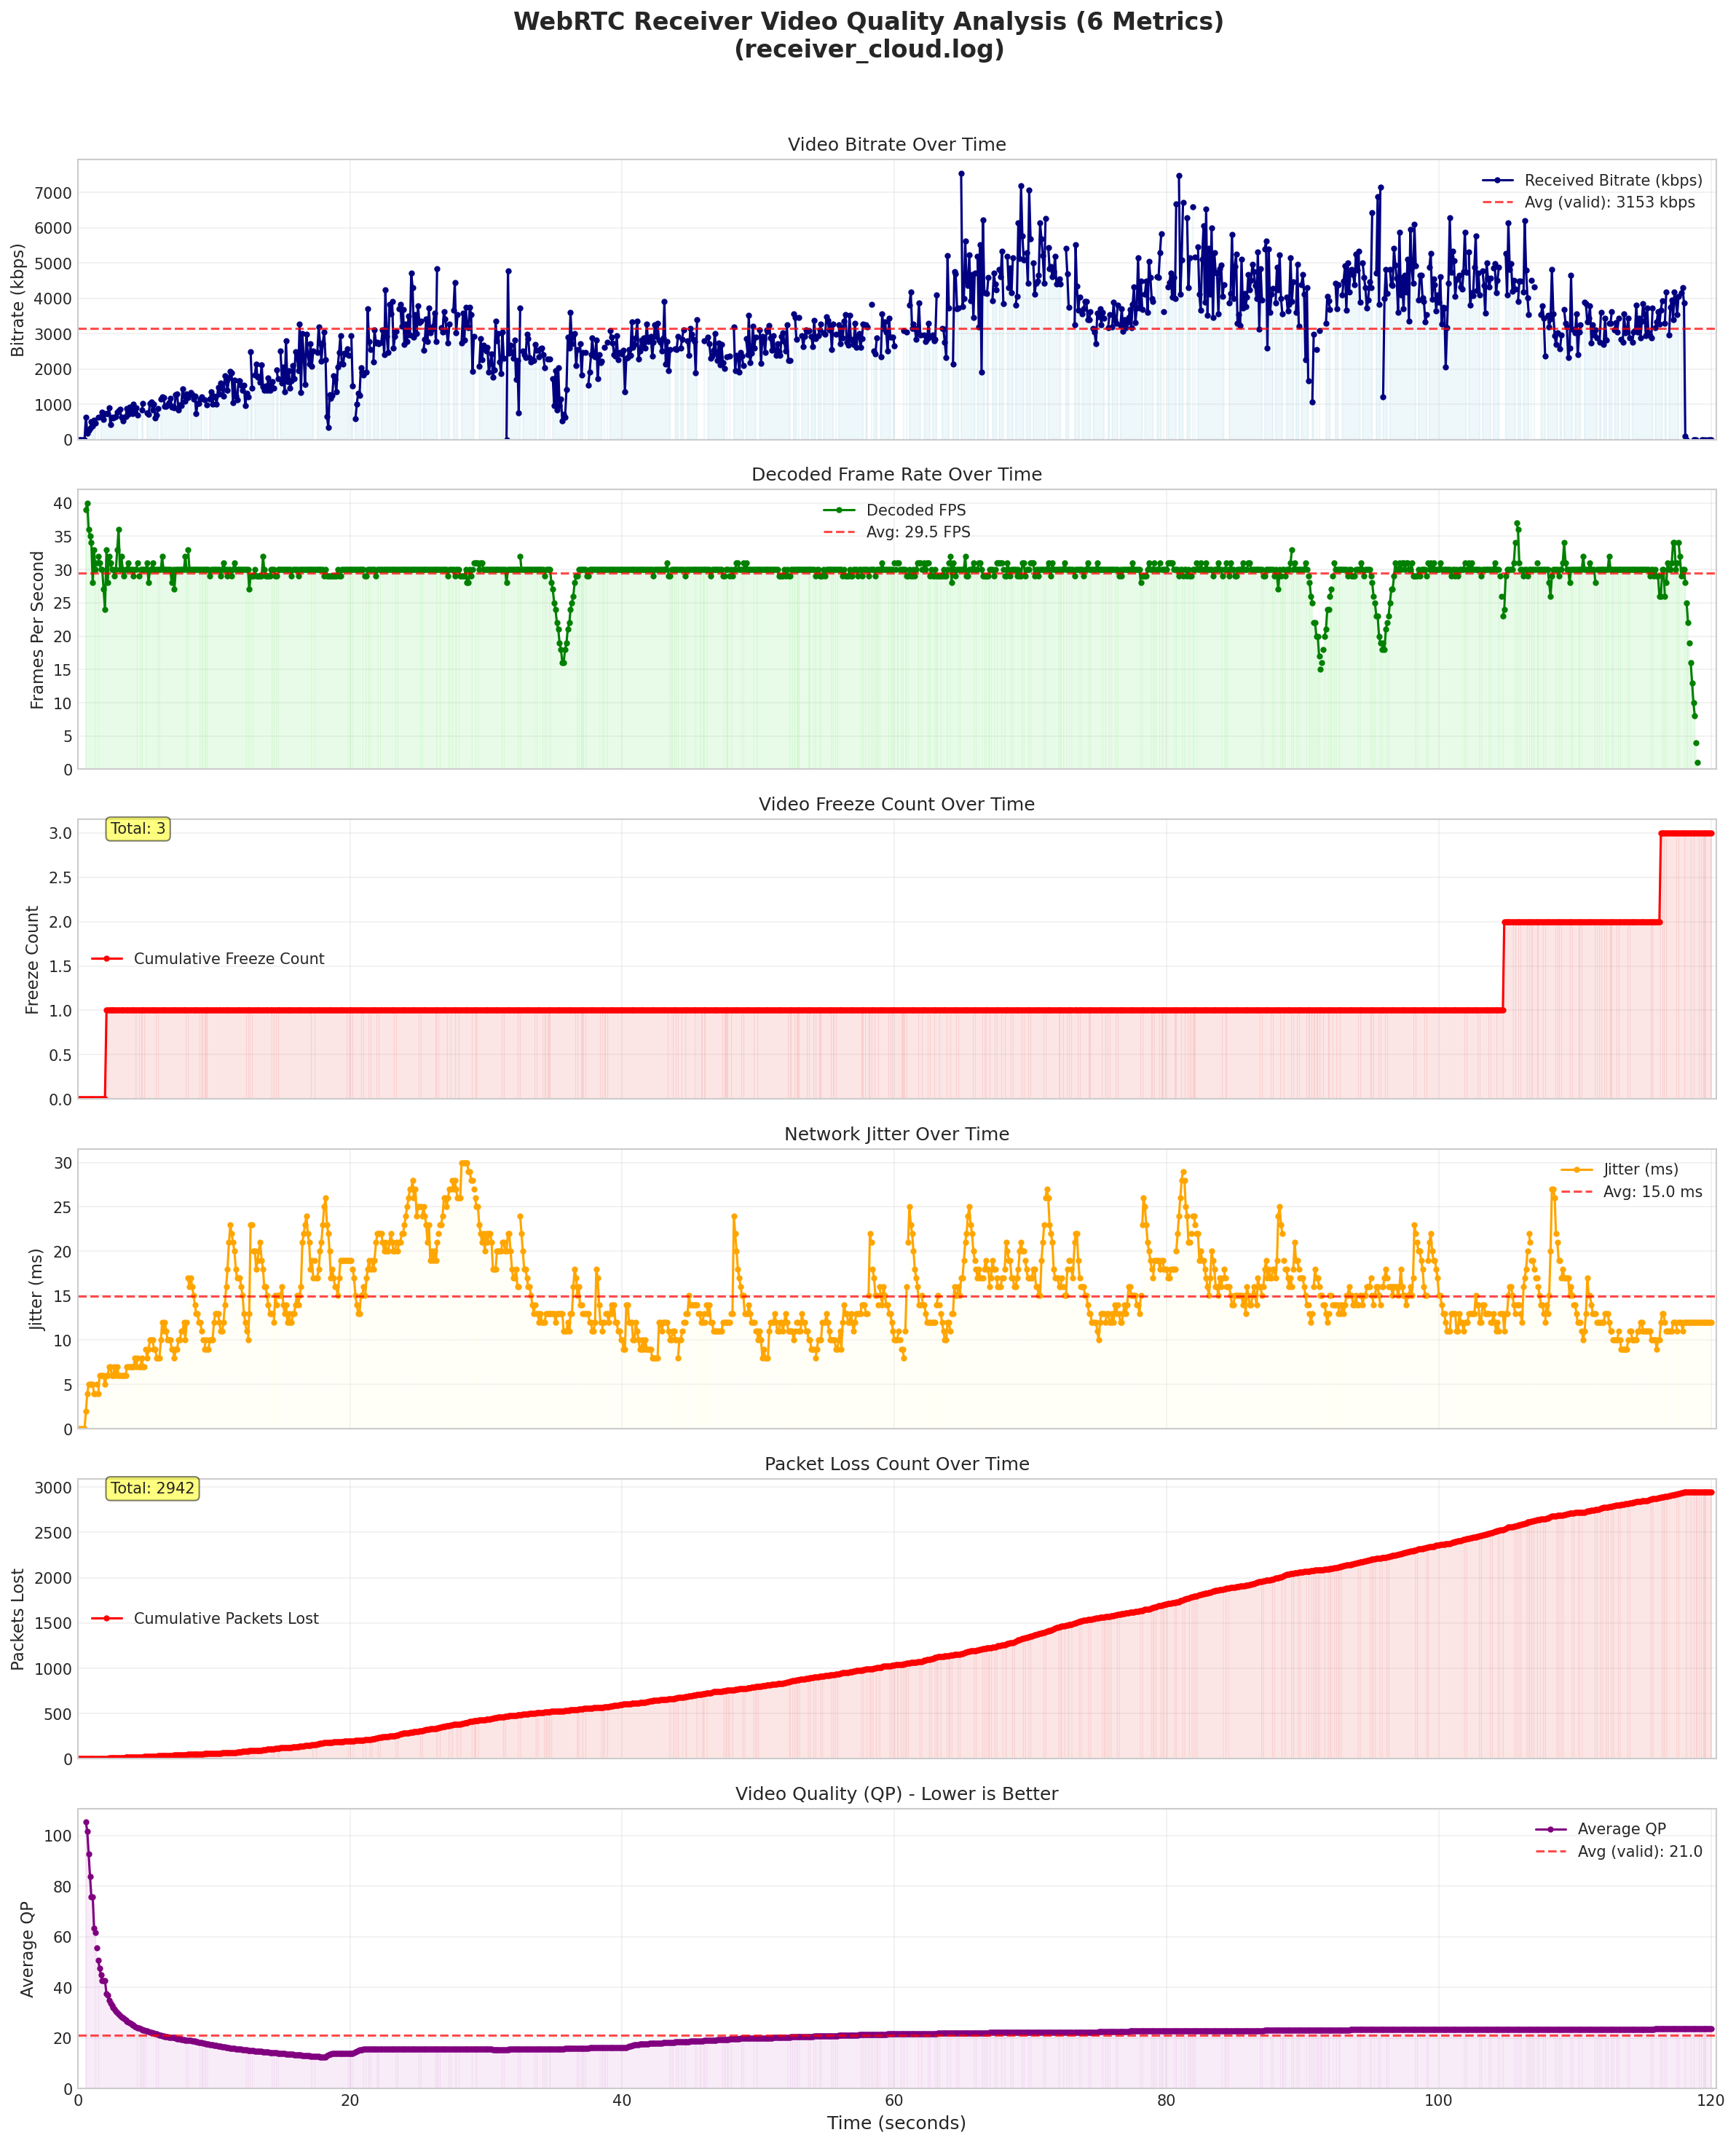 WebRTC Receiver Video Quality Analysis (6 Metrics)
(receiver_cloud.log)
Video Bitrate Over Time
Bitrate (kbps)
7000
6000
5000
4000
3000
2000
1000
0
Received Bitrate (kbps)
Avg (valid): 3153 kbps
Decoded Frame Rate Over Time
Frames Per Second
40
35
30
25
20
15
10
5
0
Decoded FPS
Avg: 29.5 FPS
Video Freeze Count Over Time
Freeze Count
3.0
2.5
2.0
1.5
1.0
0.5
0.0
Total: 3
Cumulative Freeze Count
Network Jitter Over Time
Jitter (ms)
30
25
20
15
10
5
0
Jitter (ms)
Avg: 15.0 ms
Packet Loss Count Over Time
Packets Lost
3000
2500
2000
1500
1000
500
0
Total: 2942
Cumulative Packets Lost
Video Quality (QP) - Lower is Better
Average QP
100
80
60
40
20
0
Average QP
Avg (valid): 21.0
0 20 40 60 80 100 120
Time (seconds)